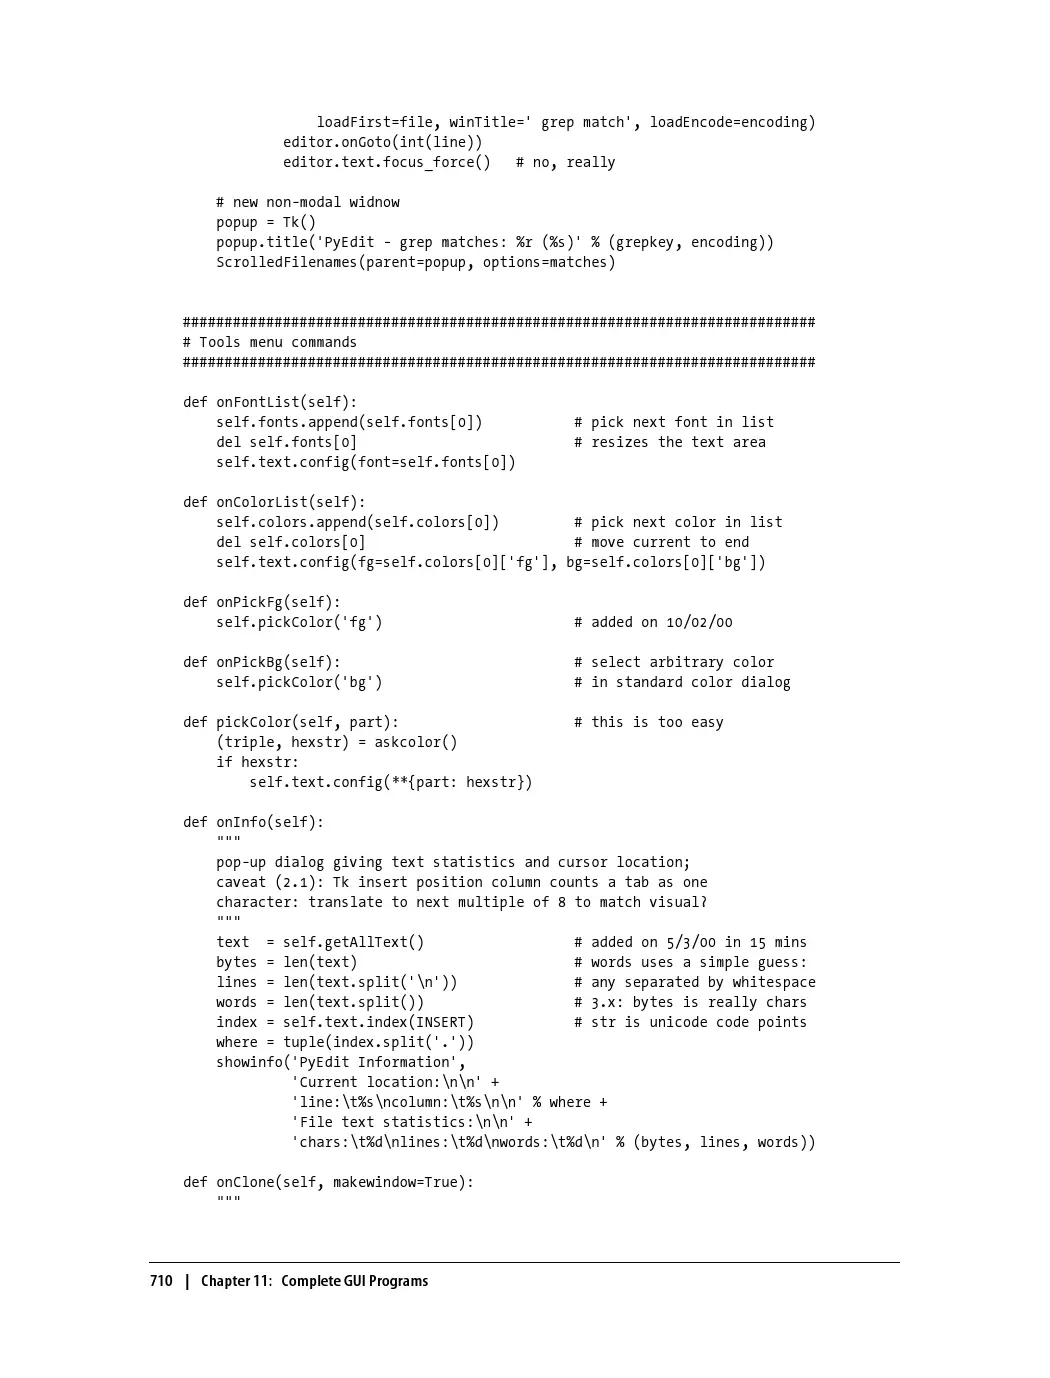 loadFirst=file, winTitle=' grep match', loadEncode=encoding)
            editor.onGoto(int(line))
            editor.text.focus_force()   # no, really

    # new non-modal widnow
    popup = Tk()
    popup.title('PyEdit - grep matches: %r (%s)' % (grepkey, encoding))
    ScrolledFilenames(parent=popup, options=matches)

############################################################################
# Tools menu commands
############################################################################

def onFontList(self):
    self.fonts.append(self.fonts[0])           # pick next font in list
    del self.fonts[0]                          # resizes the text area
    self.text.config(font=self.fonts[0])

def onColorList(self):
    self.colors.append(self.colors[0])         # pick next color in list
    del self.colors[0]                         # move current to end
    self.text.config(fg=self.colors[0]['fg'], bg=self.colors[0]['bg'])

def onPickFg(self):
    self.pickColor('fg')                       # added on 10/02/00

def onPickBg(self):                            # select arbitrary color
    self.pickColor('bg')                       # in standard color dialog

def pickColor(self, part):                     # this is too easy
    (triple, hexstr) = askcolor()
    if hexstr:
        self.text.config(**{part: hexstr})

def onInfo(self):
    """
    pop-up dialog giving text statistics and cursor location;
    caveat (2.1): Tk insert position column counts a tab as one
    character: translate to next multiple of 8 to match visual?
    """
    text  = self.getAllText()                  # added on 5/3/00 in 15 mins
    bytes = len(text)                          # words uses a simple guess:
    lines = len(text.split('\n'))              # any separated by whitespace
    words = len(text.split())                  # 3.x: bytes is really chars
    index = self.text.index(INSERT)            # str is unicode code points
    where = tuple(index.split('.'))
    showinfo('PyEdit Information',
             'Current location:\n\n' +
             'line:\t%s\ncolumn:\t%s\n\n' % where +
             'File text statistics:\n\n' +
             'chars:\t%d\nlines:\t%d\nwords:\t%d\n' % (bytes, lines, words))

def onClone(self, makewindow=True):
    """

710 | Chapter 11: Complete GUI Programs